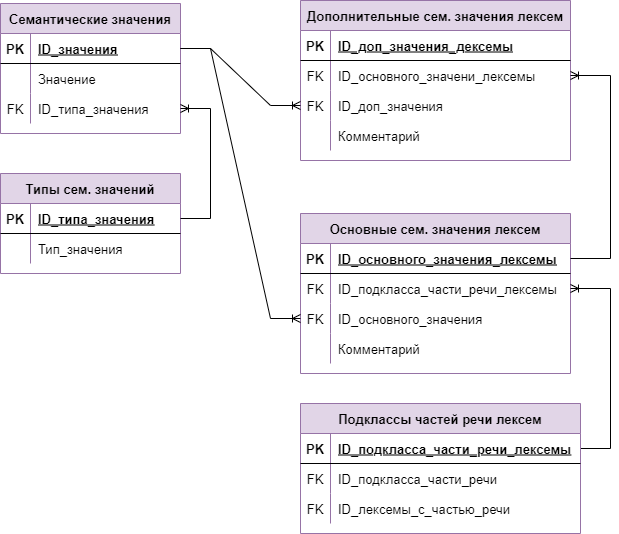 Семантические значения
PK ID_значения
Значение
FK ID_типа_значения
Типы сем. значений
PK ID_типа_значения
Тип_значения
Дополнительные сем. значения лексем
PK ID_доп_значения_дексемы
FK ID_основного_значени_лексемы
FK ID_доп_значения
Комментарий
Основные сем. значения лексем
PK ID_основного_значения_лексемы
FK ID_подкласса_части_речи_лексемы
FK ID_основного_значения
Комментарий
Подклассы частей речи лексем
PK ID_подкласса_части_речи_лексемы
FK ID_подкласса_части_речи
FK ID_лексемы_с_частью_речи